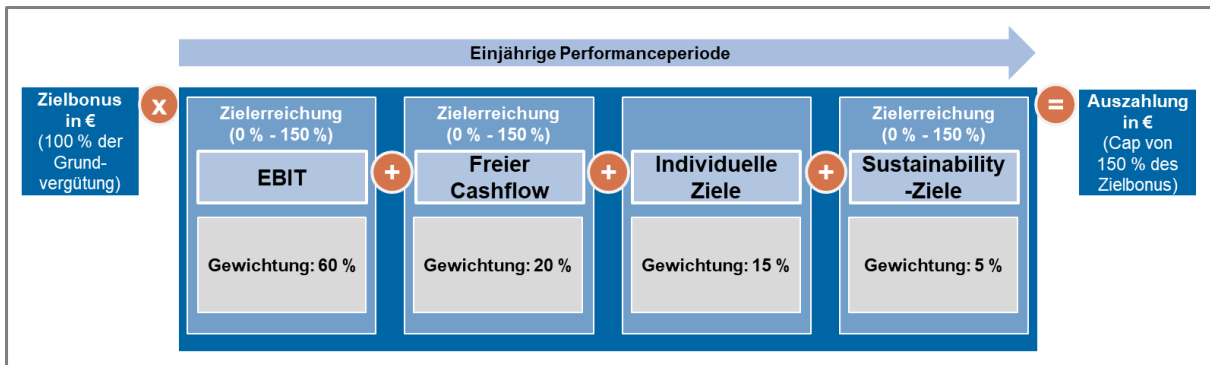 Einjährige Performanceperiode
Zielbonus
in €
(100 % der
Grund-
vergütung)
x
Zielerreichung
(0 % - 150 %)
EBIT
Gewichtung: 60 %
+
Zielerreichung
(0 % - 150 %)
Freier
Cashflow
Gewichtung: 20 %
+
Individuelle
Ziele
Gewichtung: 15 %
+
Zielerreichung
(0 % - 150 %)
Sustainability
-Ziele
Gewichtung: 5 %
=
Auszahlung
in €
(Cap von
150 % des
Zielbonus)